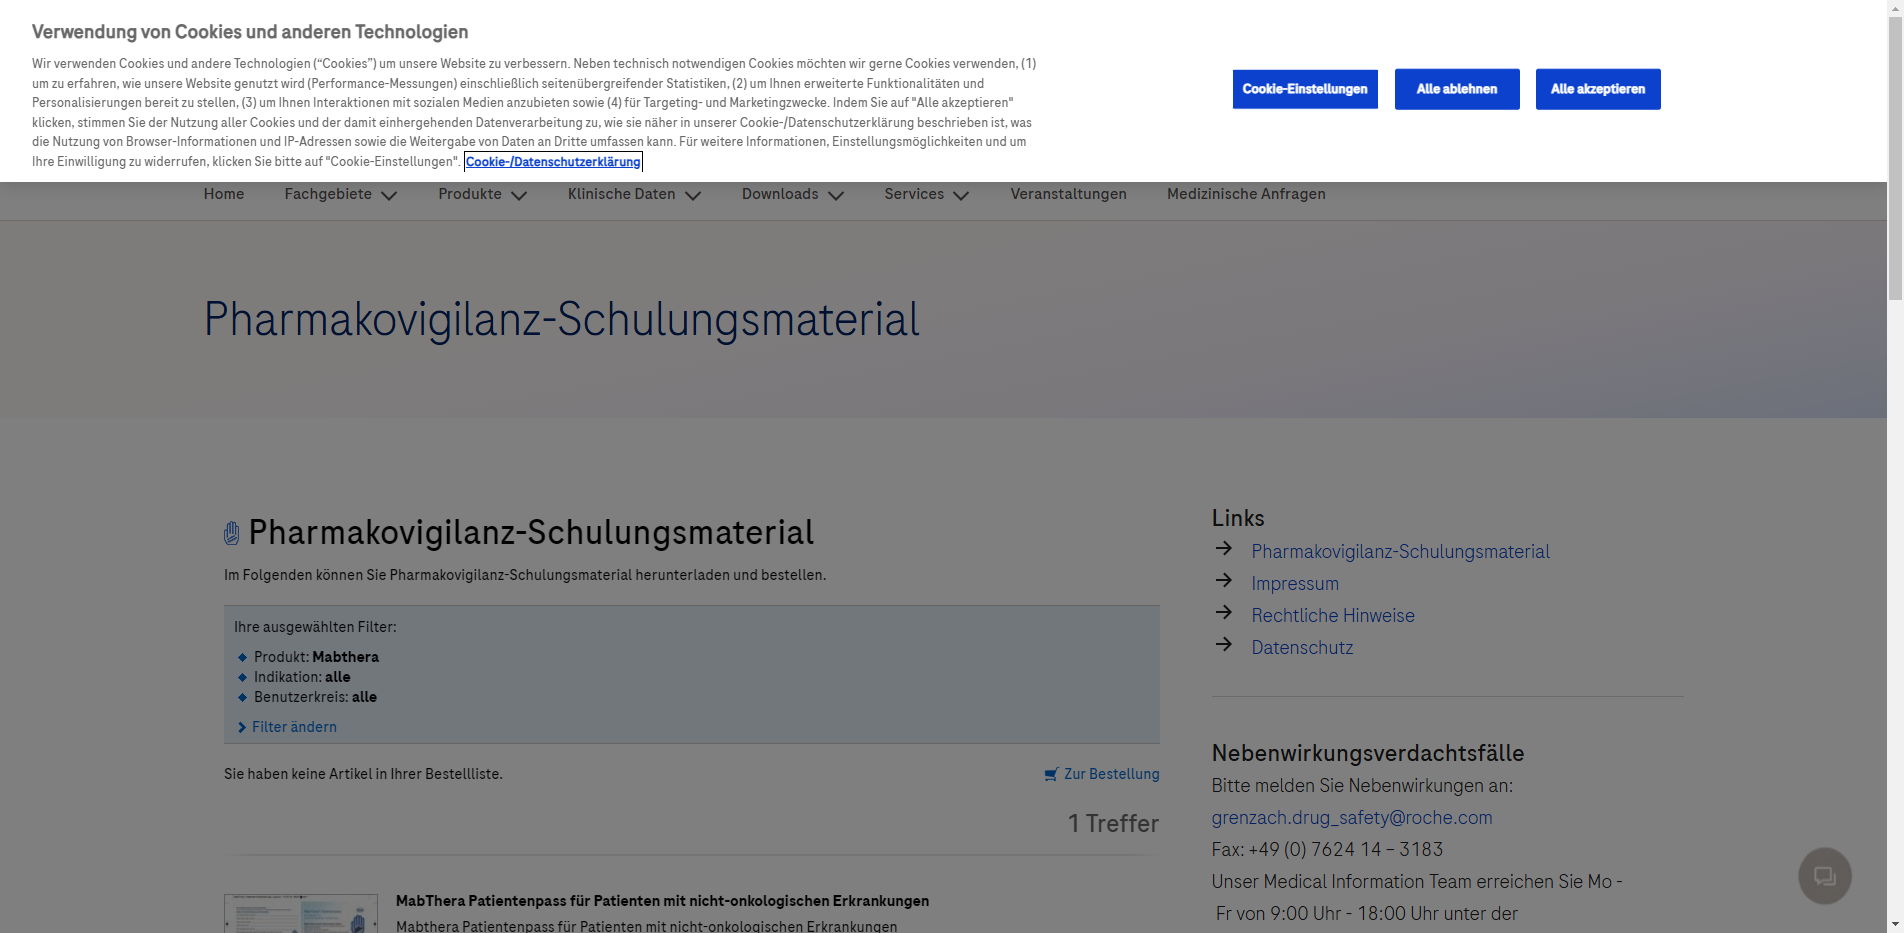 Verwendung von Cookies und anderen Technologien
Wir verwenden Cookies und andere Technologien (“Cookies”) um unsere Website zu verbessern. Neben technisch notwendigen Cookies möchten wir gerne Cookies verwenden, (1)
um zu erfahren, wie unsere Website genutzt wird (Performance-Messungen) einschließlich seitenübergreifender Statistiken, (2) um Ihnen erweiterte Funktionalitäten und
Personalisierungen bereit zu stellen, (3) um Ihnen Interaktionen mit sozialen Medien anzubieten sowie (4) für Targeting- und Marketingzwecke. Indem Sie auf "Alle akzeptieren"
klicken, stimmen Sie der Nutzung aller Cookies und der damit einhergehenden Datenverarbeitung zu, wie sie näher in unserer Cookie-/Datenschutzerklärung beschrieben ist, was
die Nutzung von Browser-Informationen und IP-Adressen sowie die Weitergabe von Daten an Dritte umfassen kann. Für weitere Informationen, Einstellungsmöglichkeiten und um
Ihre Einwilligung zu widerrufen, klicken Sie bitte auf "Cookie-Einstellungen". Cookie-/Datenschutzerklärung
Cookie-Einstellungen Alle ablehnen Alle akzeptieren
Home Fachgebiete Produkte Klinische Daten Downloads Services Veranstaltungen Medizinische Anfragen
Pharmakovigilanz-Schulungsmaterial
Pharmakovigilanz-Schulungsmaterial
Im Folgenden können Sie Pharmakovigilanz-Schulungsmaterial herunterladen und bestellen.
Ihre ausgewählten Filter:
Produkt: Mabthera
Indikation: alle
Benutzerkreis: alle
Filter ändern
Sie haben keine Artikel in Ihrer Bestellliste.
Zur Bestellung
1 Treffer
MabThera Patientenpass für Patienten mit nicht-onkologischen Erkrankungen
Mabthera Patientenpass für Patienten mit nicht-onkologischen Erkrankungen
Links
Pharmakovigilanz-Schulungsmaterial
Impressum
Rechtliche Hinweise
Datenschutz
Nebenwirkungsverdachtsfälle
Bitte melden Sie Nebenwirkungen an:
grenzach.drug_safety@roche.com
Fax: +49 (0) 7624 14 – 3183
Unser Medical Information Team erreichen Sie Mo -
Fr von 9:00 Uhr - 18:00 Uhr unter der